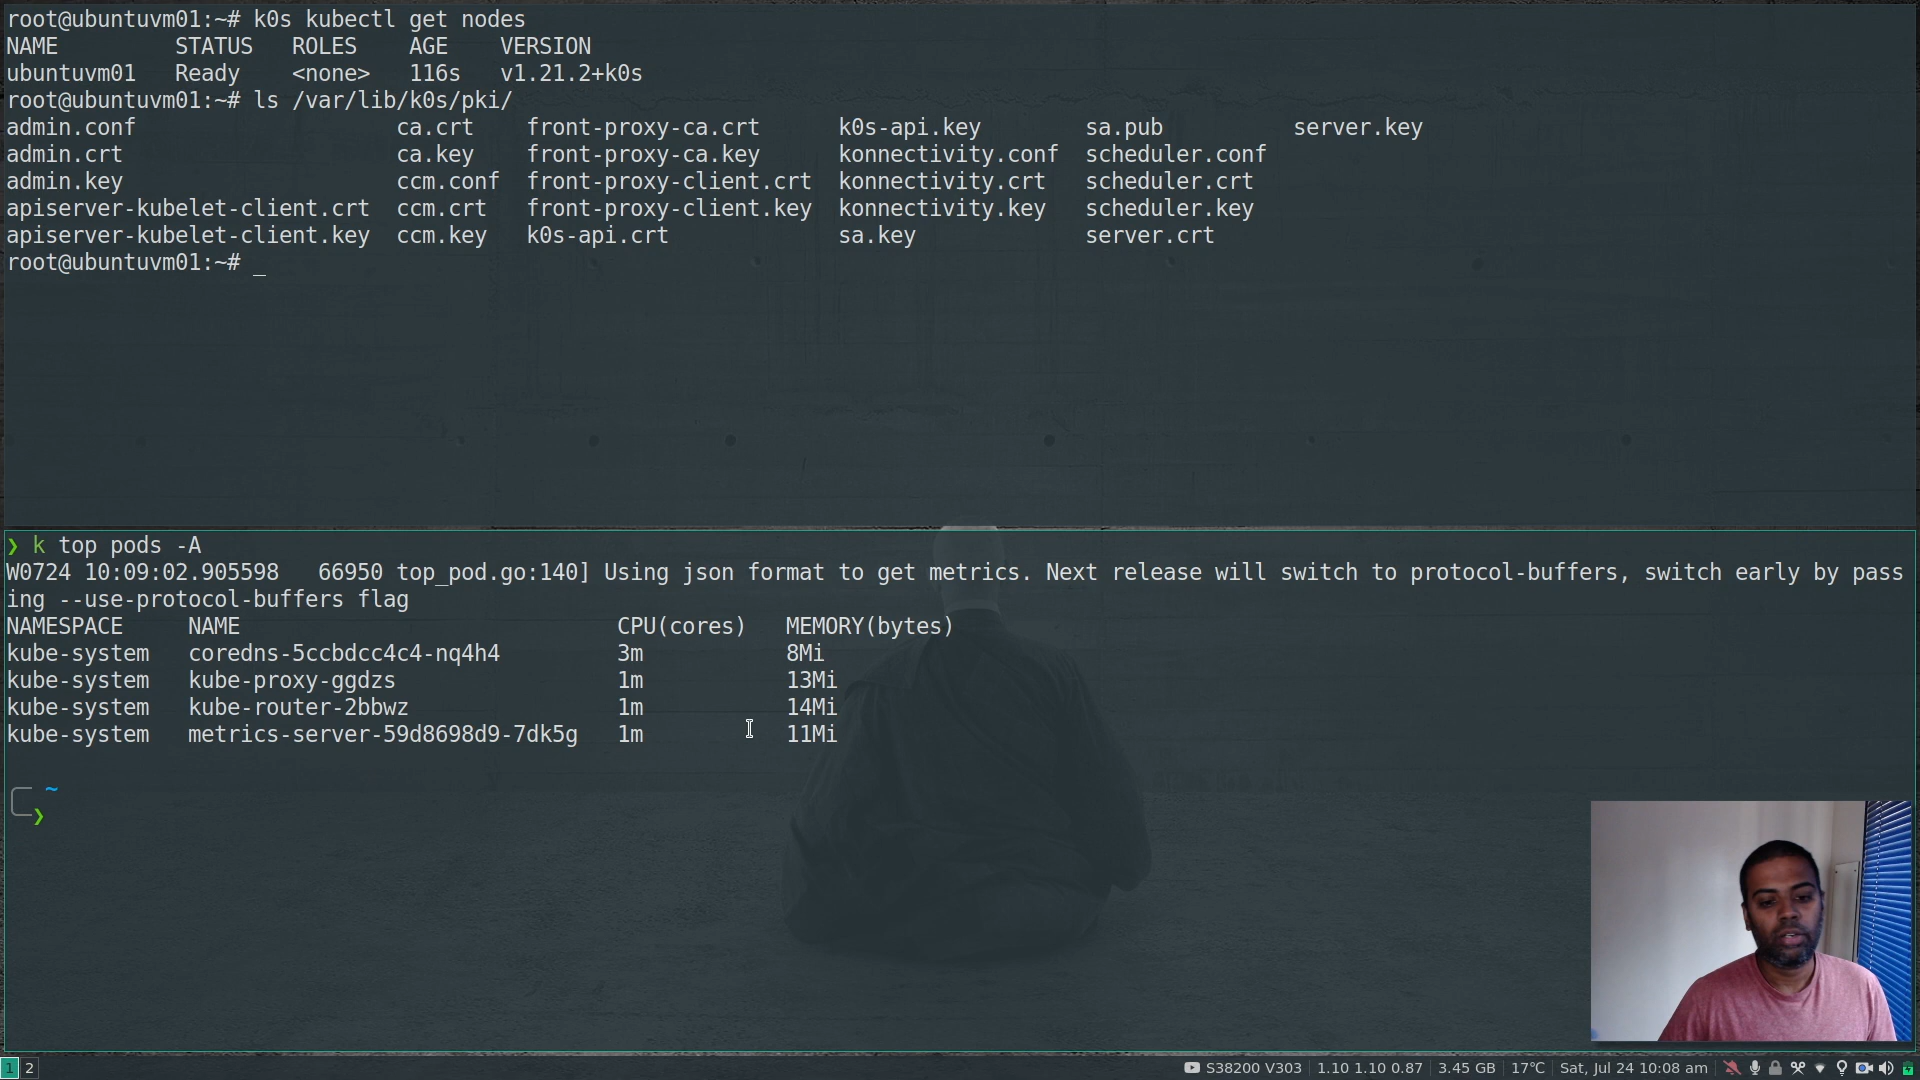 root@ubuntuvm01:~# k0s kubectl get nodes
NAME STATUS ROLES AGE VERSION
ubuntuvm01 Ready <none> 116s v1.21.2+k0s
root@ubuntuvm01:~# ls /var/lib/k0s/pki/
admin.conf ca.crt front-proxy-ca.crt k0s-api.key sa.pub server.key
admin.crt ca.key front-proxy-ca.key konnectivity.conf scheduler.conf
admin.key ccm.conf front-proxy-client.crt konnectivity.crt scheduler.crt
apiserver-kubelet-client.crt ccm.crt front-proxy-client.key konnectivity.key scheduler.key
apiserver-kubelet-client.key ccm.key k0s-api.crt sa.key server.crt
root@ubuntuvm01:~# _
❯ k top pods -A
W0724 10:09:02.905598 66950 top_pod.go:140] Using json format to get metrics. Next release will switch to protocol-buffers, switch early by pass
ing --use-protocol-buffers flag
NAMESPACE NAME CPU(cores) MEMORY(bytes)
kube-system coredns-5ccbdcc4c4-nq4h4 3m 8Mi
kube-system kube-proxy-ggdzs 1m 13Mi
kube-system kube-router-2bbwz 1m 14Mi
kube-system metrics-server-59d8698d9-7dk5g 1m 11Mi
~
❯
1 2 S38200 V303 1.10 1.10 0.87 3.45 GB 17℃ Sat, Jul 24 10:08 am